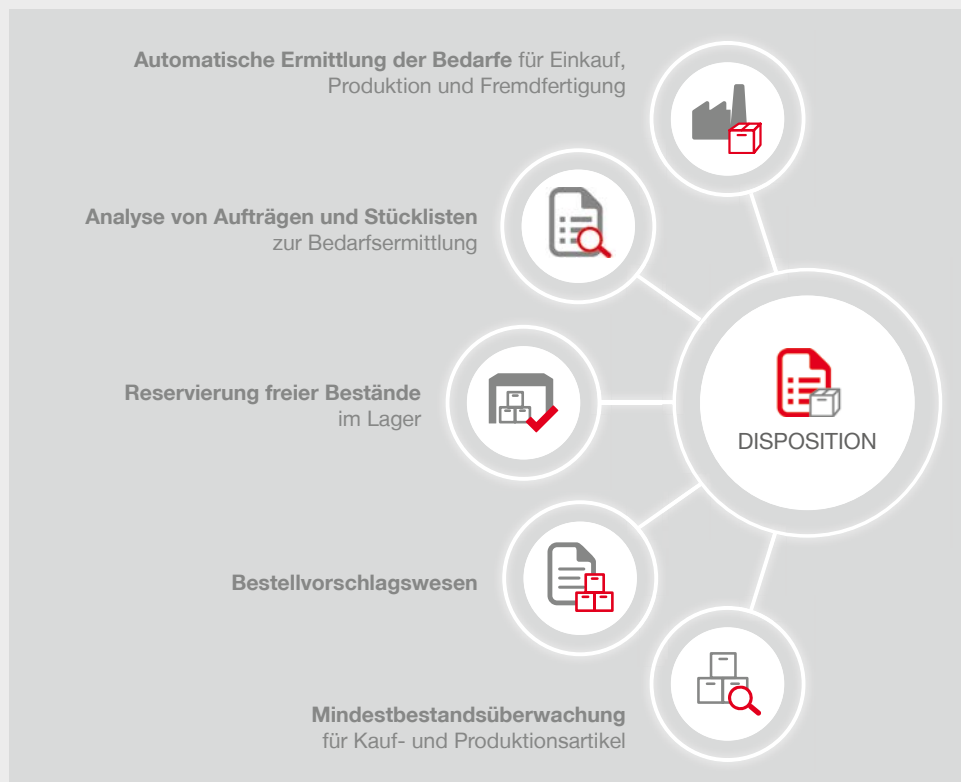 Automatische Ermittlung der Bedarfe für Einkauf,
Produktion und Fremdfertigung
Analyse von Aufträgen und Stücklisten
zur Bedarfsermittlung
Reservierung freier Bestände
im Lager
DISPOSITION
Bestellvorschlagswesen
Mindestbestandsüberwachung
für Kauf- und Produktionsartikel